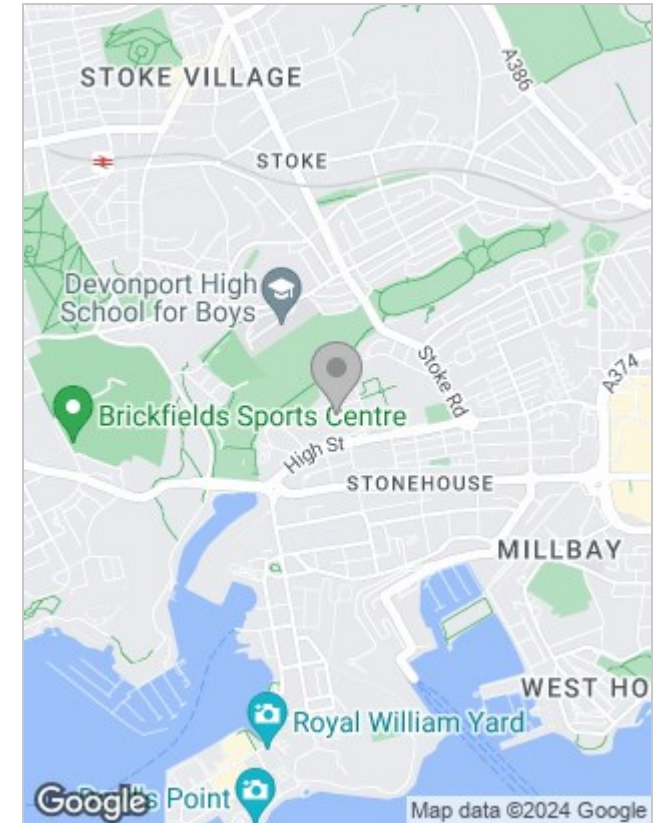 STOKE VILLAGE
A386
STOKE
Devonport High
School for Boys
Stoke Rd
A374
Brickfields Sports Centre
High St
STONEHOUSE
MILLBAY
WEST HO
Royal William Yard
Point
Google
Map data ©2024 Google